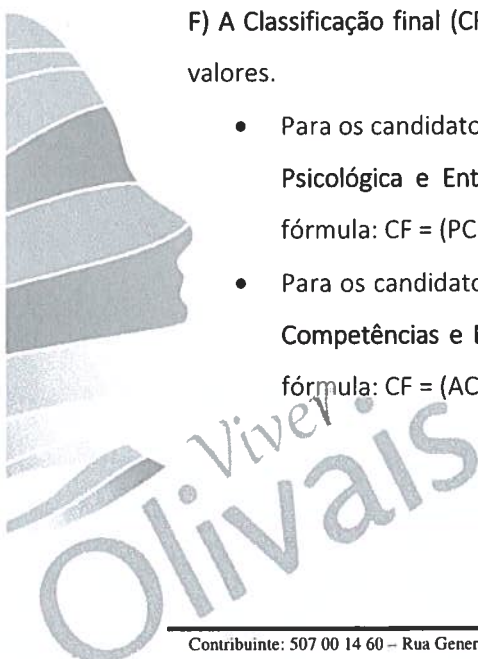 F) A Classificação final (CF
valores.
• Para os candidato
Psicológica e Ent
fórmula: CF = (PC
• Para os candidato
Competências e E
fórmula: CF = (AC
Viver
Olivais
Contribuinte: 507 00 14 60 – Rua Gener